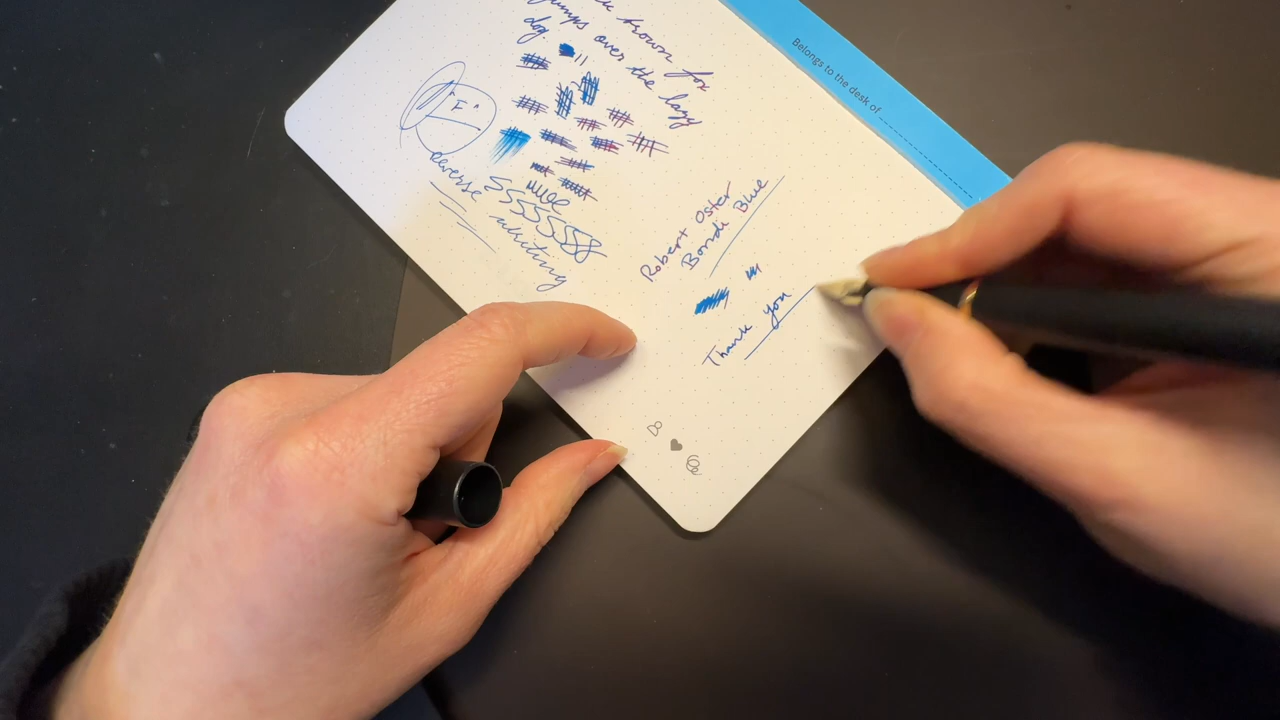 brown fox
jumps over the lazy
dog
reverse
writing
Robert Oster
Bondi Blue
Thank you
Belongs to the desk of